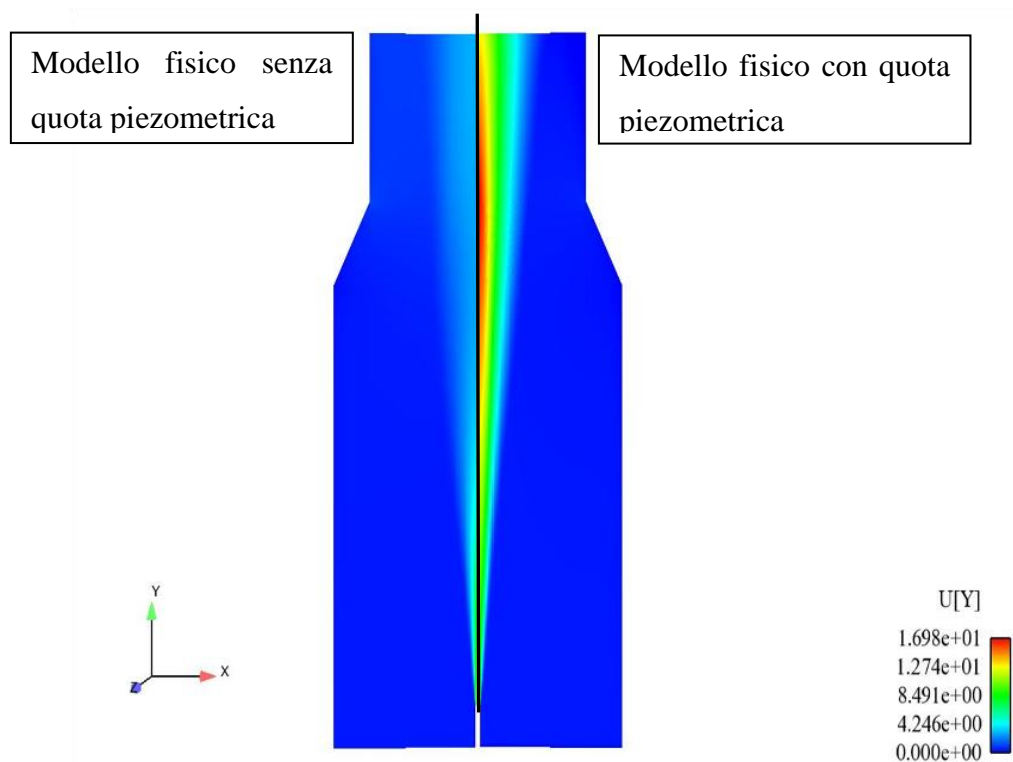 Modello fisico senza
quota piezometrica
Modello fisico con quota
piezometrica
Y
X
Z
U[Y]
1.698e+01
1.274e+01
8.491e+00
4.246e+00
0.000e+00